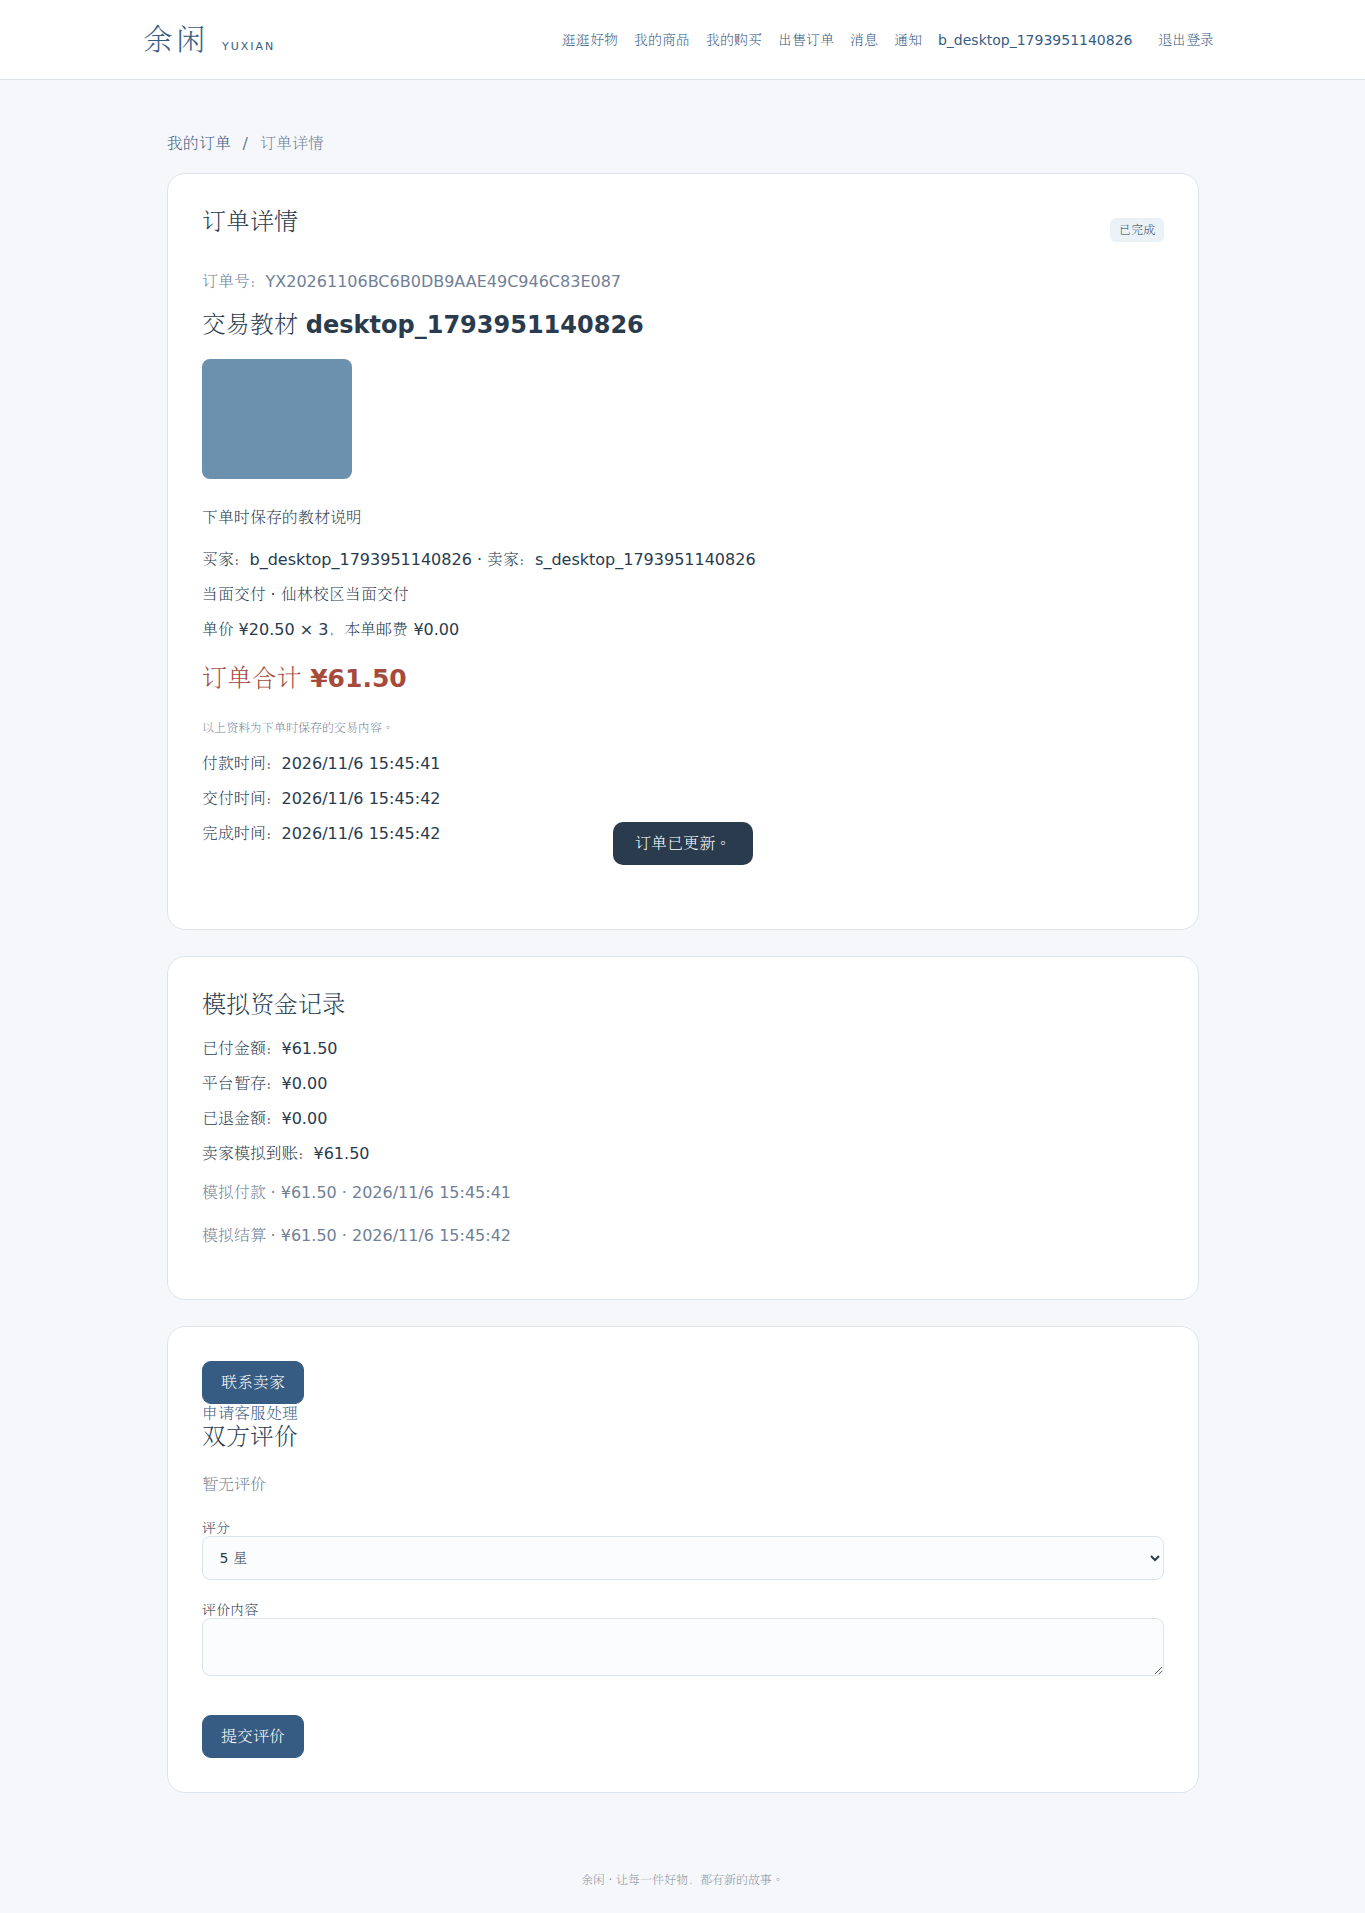 余闲 YUXIAN
逛逛好物 我的商品 我的购买 出售订单 消息 通知 b_desktop_1793951140826 退出登录
我的订单 / 订单详情
订单详情
已完成
订单号：YX20261106BC6B0DB9AAE49C946C83E087
交易教材 desktop_1793951140826
下单时保存的教材说明
买家：b_desktop_1793951140826 · 卖家：s_desktop_1793951140826
当面交付 · 仙林校区当面交付
单价 ¥20.50 × 3，本单邮费 ¥0.00
订单合计 ¥61.50
以上资料为下单时保存的交易内容。
付款时间：2026/11/6 15:45:41
交付时间：2026/11/6 15:45:42
完成时间：2026/11/6 15:45:42
订单已更新。
模拟资金记录
已付金额：¥61.50
平台暂存：¥0.00
已退金额：¥0.00
卖家模拟到账：¥61.50
模拟付款 · ¥61.50 · 2026/11/6 15:45:41
模拟结算 · ¥61.50 · 2026/11/6 15:45:42
联系卖家
申请客服处理
双方评价
暂无评价
评分
5 星
评价内容
提交评价
余闲 · 让每一件好物，都有新的故事。